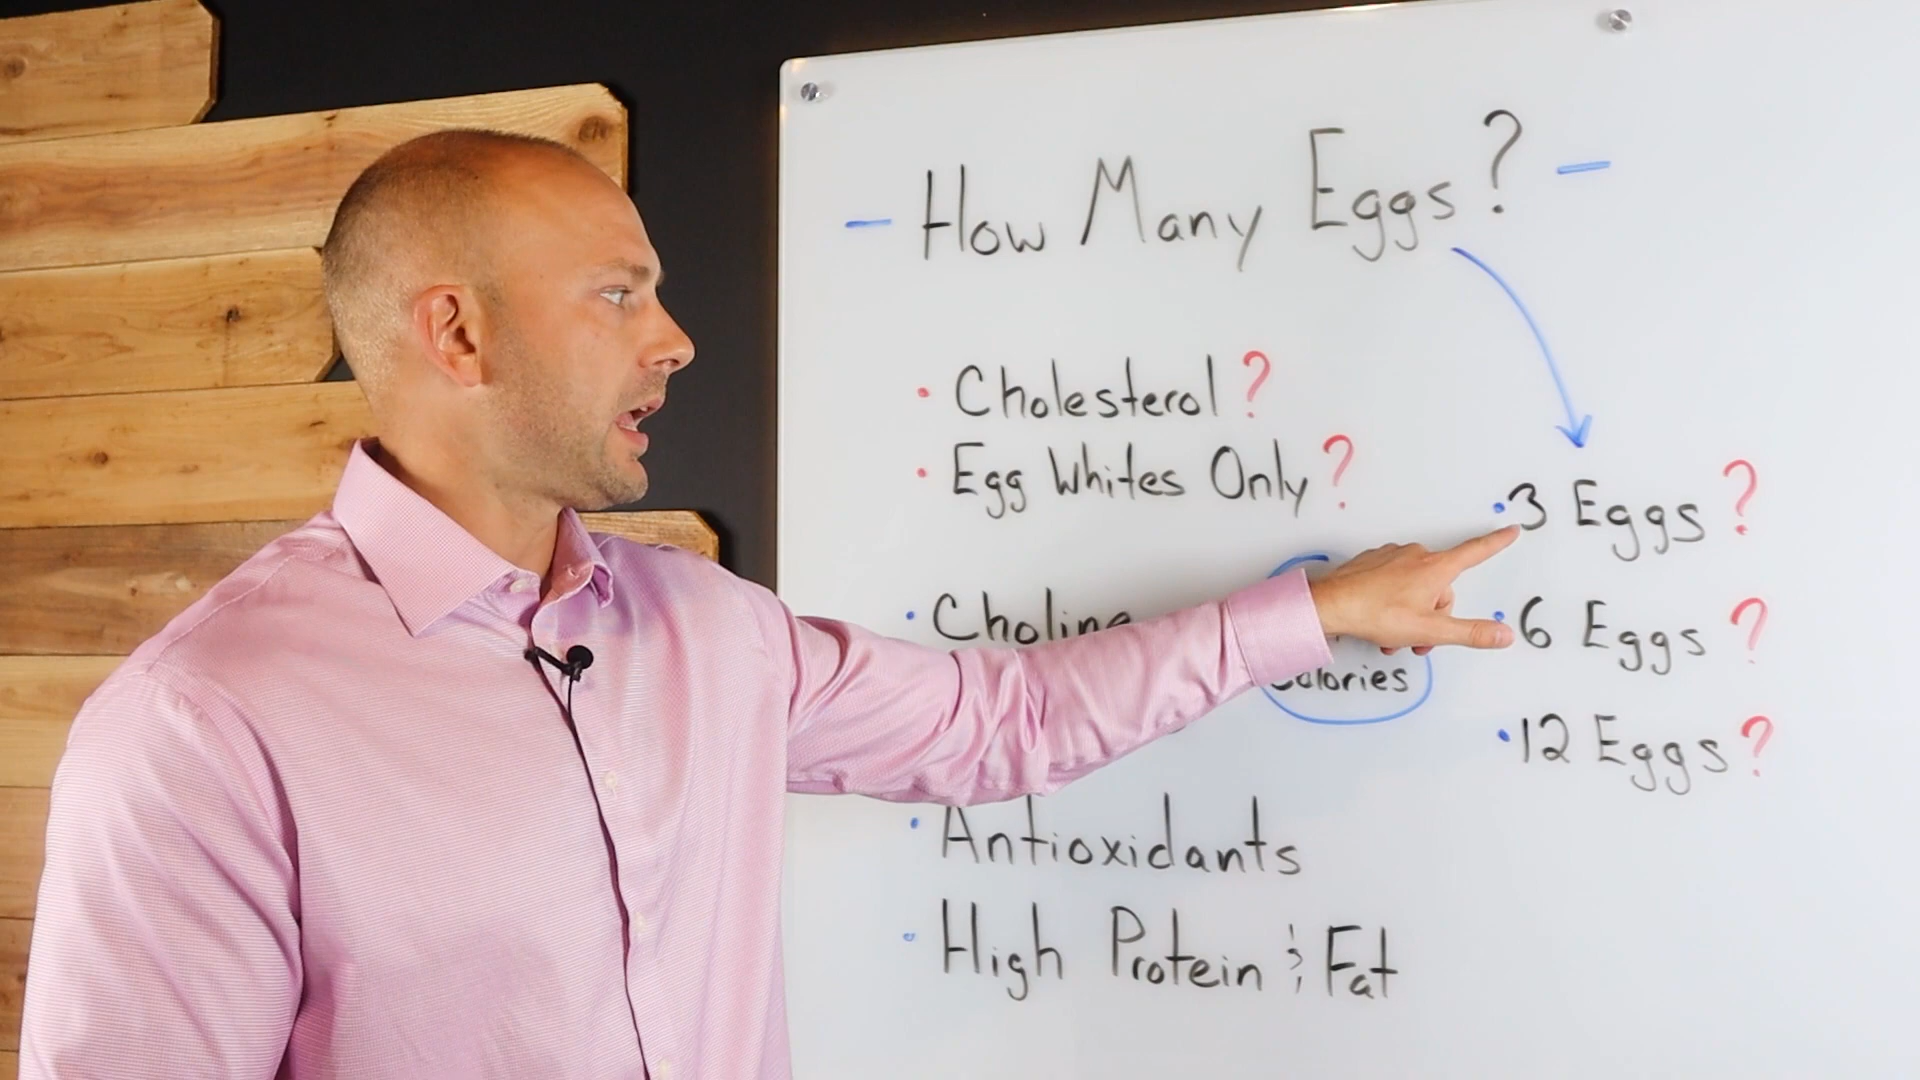 - How Many Eggs? -
• Cholesterol?
• Egg Whites Only?
• Choline
Calories
• Antioxidants
• High Protein & Fat
• 3 Eggs?
• 6 Eggs?
• 12 Eggs?